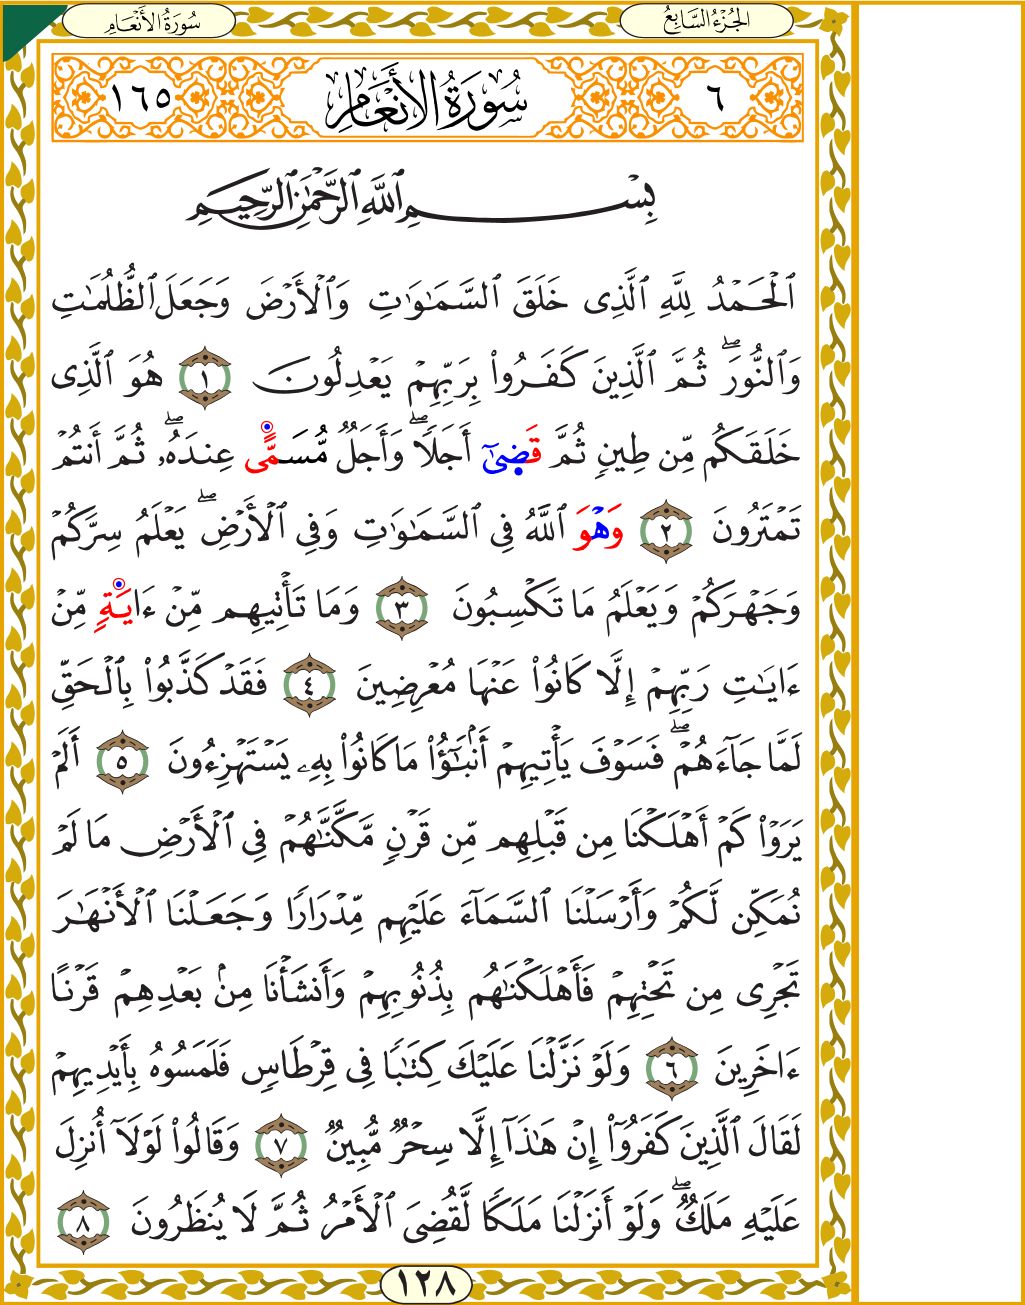 الجُزْءُ السَّابِعُ
سُورَةُ الأَنْعَامِ
٦
سُورَةُ الأَنْعَامِ
١٦٥
بِسْمِ ٱللَّهِ ٱلرَّحْمَٰنِ ٱلرَّحِيمِ
ٱلْحَمْدُ لِلَّهِ ٱلَّذِى خَلَقَ ٱلسَّمَٰوَٰتِ وَٱلْأَرْضَ وَجَعَلَ ٱلظُّلُمَٰتِ
وَٱلنُّورَ ۖ ثُمَّ ٱلَّذِينَ كَفَرُوا۟ بِرَبِّهِمْ يَعْدِلُونَ ١ هُوَ ٱلَّذِى
خَلَقَكُم مِّن طِينٍ ثُمَّ قَضِىٰٓ أَجَلًا ۖ وَأَجَلٌ مُّسَمًّى عِندَهُۥ ۖ ثُمَّ أَنتُمْ
تَمْتَرُونَ ٢ وَهْوَ ٱللَّهُ فِى ٱلسَّمَٰوَٰتِ وَفِى ٱلْأَرْضِ ۖ يَعْلَمُ سِرَّكُمْ
وَجَهْرَكُمْ وَيَعْلَمُ مَا تَكْسِبُونَ ٣ وَمَا تَأْتِيهِم مِّنْ ءَايَةٍ مِّنْ
ءَايَٰتِ رَبِّهِمْ إِلَّا كَانُوا۟ عَنْهَا مُعْرِضِينَ ٤ فَقَدْ كَذَّبُوا۟ بِٱلْحَقِّ
لَمَّا جَآءَهُمْ ۖ فَسَوْفَ يَأْتِيهِمْ أَنۢبَٰٓؤُا۟ مَا كَانُوا۟ بِهِۦ يَسْتَهْزِءُونَ ٥ أَلَمْ
يَرَوْا۟ كَمْ أَهْلَكْنَا مِن قَبْلِهِم مِّن قَرْنٍ مَّكَّنَّٰهُمْ فِى ٱلْأَرْضِ مَا لَمْ
نُمَكِّن لَّكُمْ وَأَرْسَلْنَا ٱلسَّمَآءَ عَلَيْهِم مِّدْرَارًا وَجَعَلْنَا ٱلْأَنْهَٰرَ
تَجْرِى مِن تَحْتِهِمْ فَأَهْلَكْنَٰهُم بِذُنُوبِهِمْ وَأَنشَأْنَا مِنۢ بَعْدِهِمْ قَرْنًا
ءَاخَرِينَ ٦ وَلَوْ نَزَّلْنَا عَلَيْكَ كِتَٰبًا فِى قِرْطَاسٍ فَلَمَسُوهُ بِأَيْدِيهِمْ
لَقَالَ ٱلَّذِينَ كَفَرُوٓا۟ إِنْ هَٰذَآ إِلَّا سِحْرٌ مُّبِينٌ ٧ وَقَالُوا۟ لَوْلَآ أُنزِلَ
عَلَيْهِ مَلَكٌ ۖ وَلَوْ أَنزَلْنَا مَلَكًا لَّقُضِىَ ٱلْأَمْرُ ثُمَّ لَا يُنظَرُونَ ٨
١٢٨